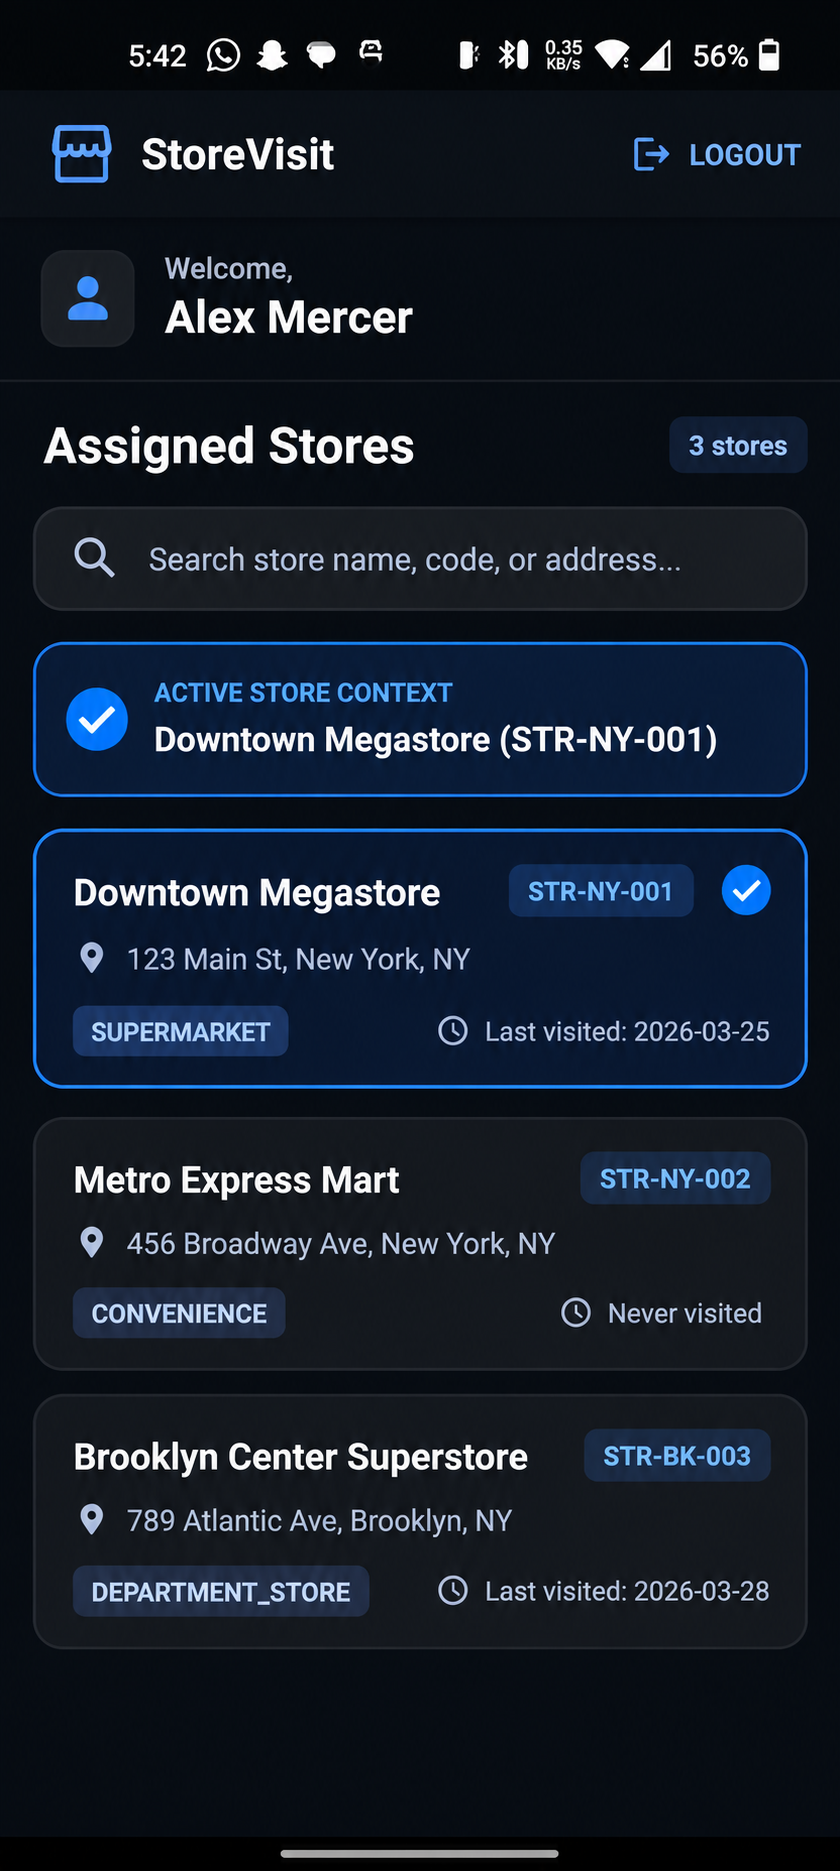 5:42
0.35
KB/s
56%
StoreVisit
LOGOUT
Welcome,
Alex Mercer
Assigned Stores
3 stores
Search store name, code, or address...
ACTIVE STORE CONTEXT
Downtown Megastore (STR-NY-001)
Downtown Megastore
STR-NY-001
123 Main St, New York, NY
SUPERMARKET
Last visited: 2026-03-25
Metro Express Mart
STR-NY-002
456 Broadway Ave, New York, NY
CONVENIENCE
Never visited
Brooklyn Center Superstore
STR-BK-003
789 Atlantic Ave, Brooklyn, NY
DEPARTMENT_STORE
Last visited: 2026-03-28